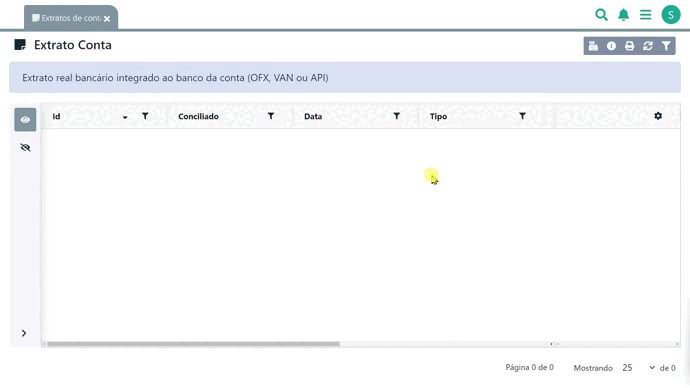 Extratos de cont
S
Extrato Conta
Extrato real bancário integrado ao banco da conta (OFX, VAN ou API)
Id Conciliado Data Tipo
Página 0 de 0 Mostrando 25 de 0